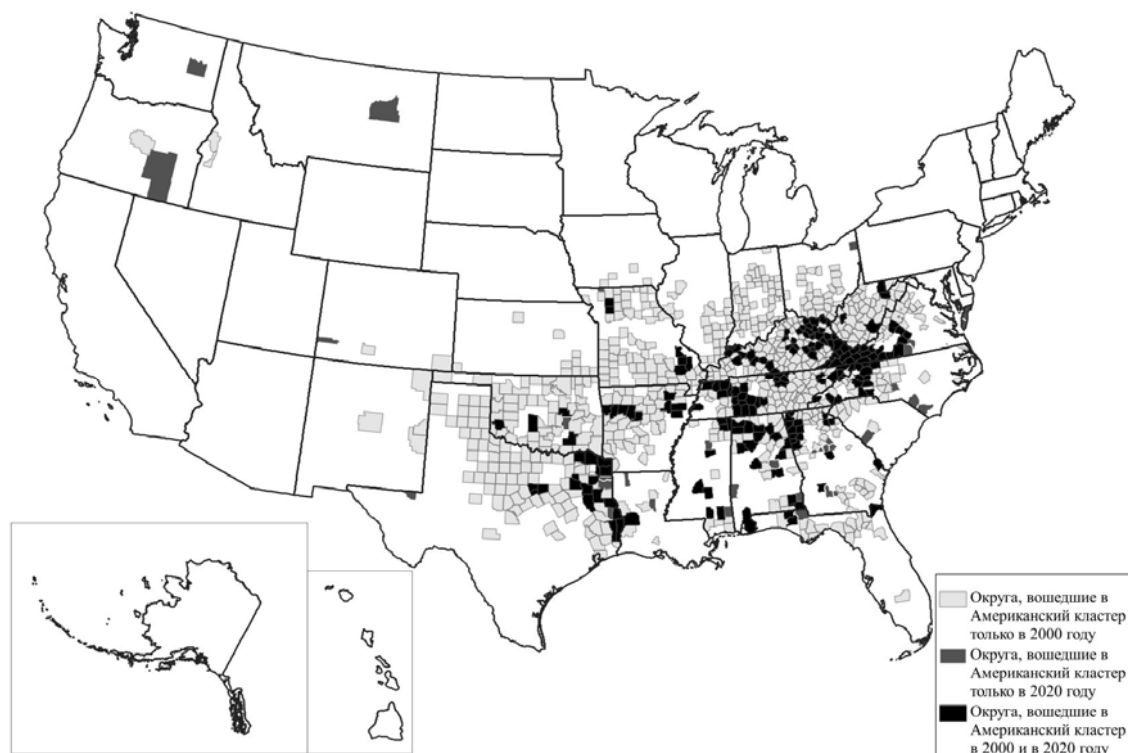 Округа, вошедшие в
Американский кластер
только в 2000 году
Округа, вошедшие в
Американский кластер
только в 2020 году
Округа, вошедшие в
Американский кластер
в 2000 и в 2020 году